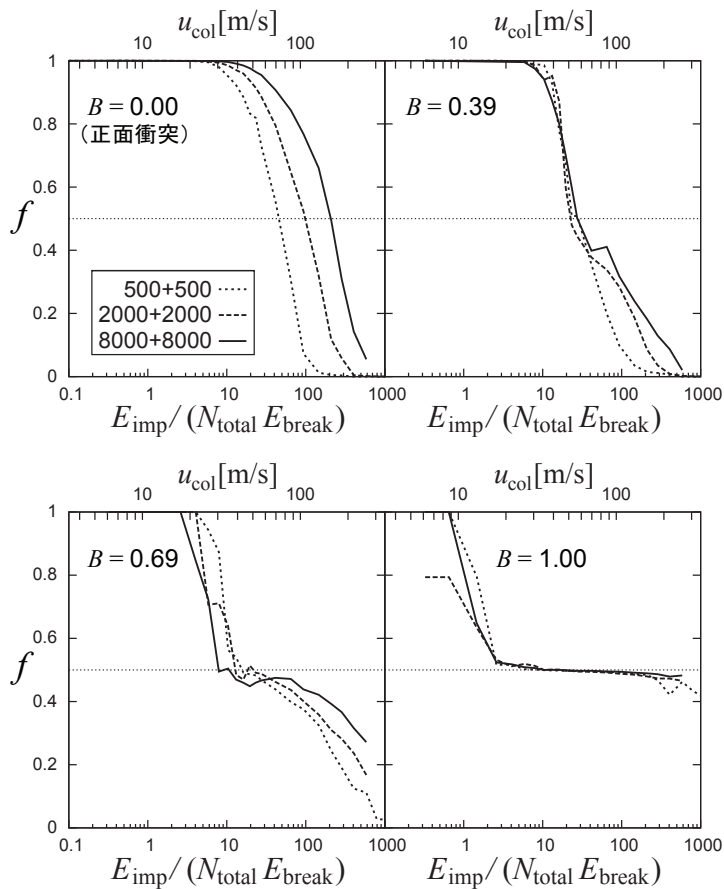 u_col[m/s]
10 100
u_col[m/s]
10 100
1
0.8
0.6
0.4
0.2
0
f
B = 0.00
(正面衝突)
500+500
2000+2000
8000+8000
B = 0.39
0.1 1 10 100 1000
1 10 100 1000
E_imp/(N_total E_break)
E_imp/(N_total E_break)
u_col[m/s]
10 100
u_col[m/s]
10 100
1
0.8
0.6
0.4
0.2
0
f
B = 0.69
B = 1.00
0.1 1 10 100 1000
1 10 100 1000
E_imp/(N_total E_break)
E_imp/(N_total E_break)